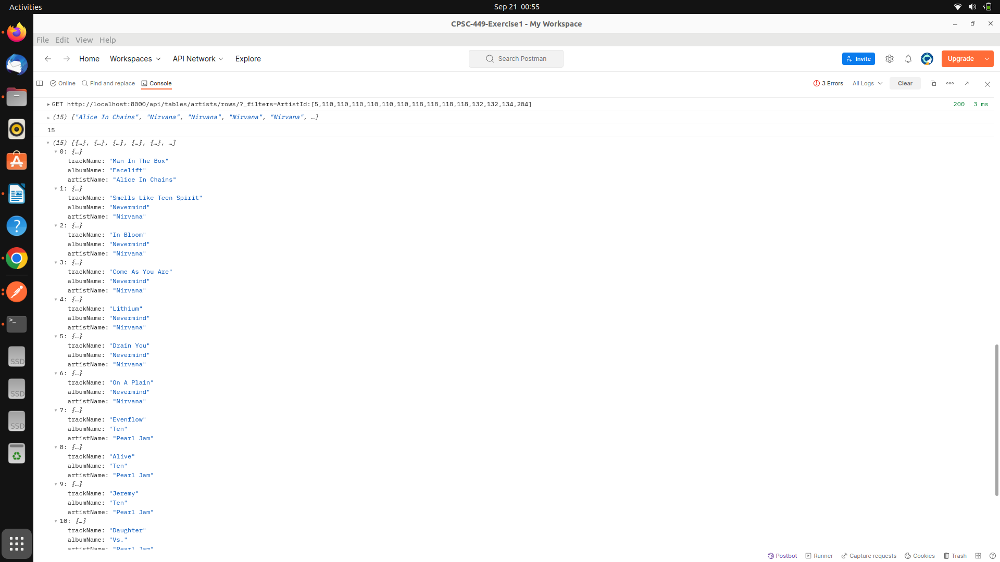 Activities
Sep 21 00:55
CPSC-449-Exercise1 - My Workspace
File Edit View Help
Home Workspaces API Network Explore
Search Postman
Invite
Upgrade
Online Find and replace Console
3 Errors All Logs Clear
GET http://localhost:8000/api/tables/artists/rows/?_filters=ArtistId:[5,110,110,110,110,110,110,118,118,118,118,132,132,134,204]
200 3 ms
(15) ["Alice In Chains", "Nirvana", "Nirvana", "Nirvana", "Nirvana", …]
15
(15) [{…}, {…}, {…}, {…}, {…}, …]
0: {…}
trackName: "Man In The Box"
albumName: "Facelift"
artistName: "Alice In Chains"
1: {…}
trackName: "Smells Like Teen Spirit"
albumName: "Nevermind"
artistName: "Nirvana"
2: {…}
trackName: "In Bloom"
albumName: "Nevermind"
artistName: "Nirvana"
3: {…}
trackName: "Come As You Are"
albumName: "Nevermind"
artistName: "Nirvana"
4: {…}
trackName: "Lithium"
albumName: "Nevermind"
artistName: "Nirvana"
5: {…}
trackName: "Drain You"
albumName: "Nevermind"
artistName: "Nirvana"
6: {…}
trackName: "On A Plain"
albumName: "Nevermind"
artistName: "Nirvana"
7: {…}
trackName: "Evenflow"
albumName: "Ten"
artistName: "Pearl Jam"
8: {…}
trackName: "Alive"
albumName: "Ten"
artistName: "Pearl Jam"
9: {…}
trackName: "Jeremy"
albumName: "Ten"
artistName: "Pearl Jam"
10: {…}
trackName: "Daughter"
albumName: "Vs."
artistName: "Pearl Jam"
SSD
SSD
SSD
Postbot Runner Capture requests Cookies Trash